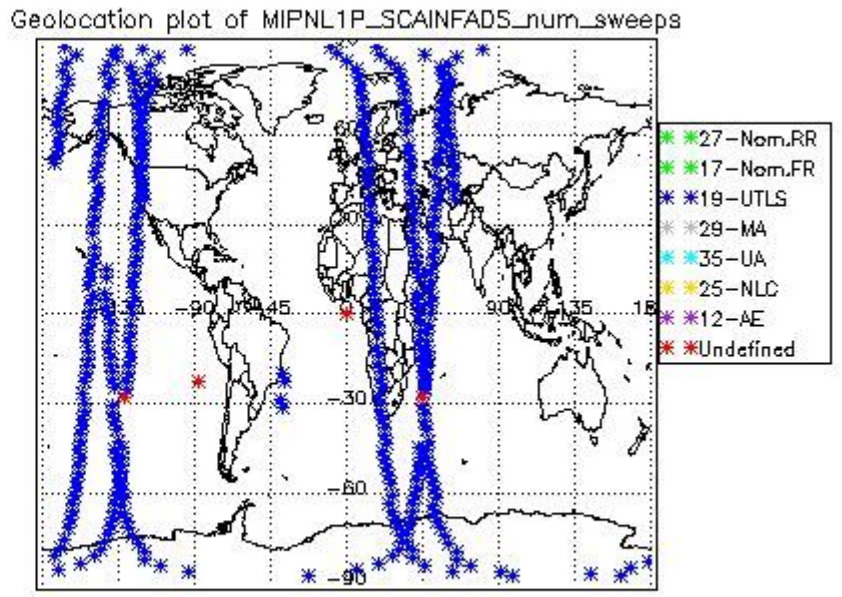 Geolocation plot of MIPNL1P_SCAINFADS_num_sweeps
27-Nom.RR
17-Nom.FR
19-UTLS
29-MA
35-UA
25-NLC
12-AE
Undefined
60
-90
-45
90
135
-30
-60
-90